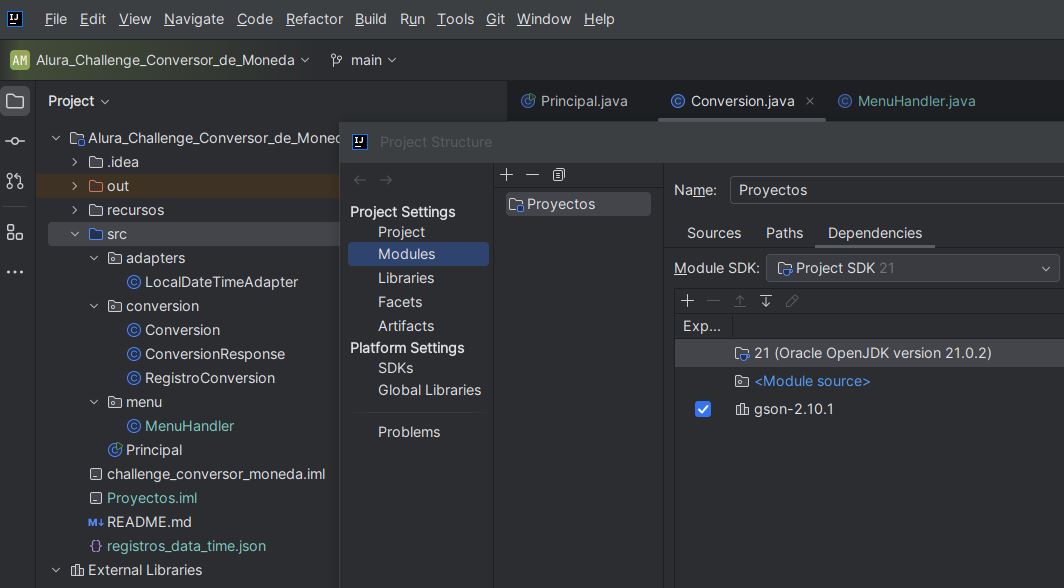 File Edit View Navigate Code Refactor Build Run Tools Git Window Help
AM Alura_Challenge_Conversor_de_Moneda main
Project
Principal.java Conversion.java MenuHandler.java
Alura_Challenge_Conversor_de_Moned
.idea
out
recursos
src
adapters
LocalDateTimeAdapter
conversion
Conversion
ConversionResponse
RegistroConversion
menu
MenuHandler
Principal
challenge_conversor_moneda.iml
Proyectos.iml
README.md
registros_data_time.json
External Libraries
Project Structure
Project Settings
Project
Modules
Libraries
Facets
Artifacts
Platform Settings
SDKs
Global Libraries
Problems
Proyectos
Name: Proyectos
Sources Paths Dependencies
Module SDK: Project SDK 21
Exp...
21 (Oracle OpenJDK version 21.0.2)
<Module source>
gson-2.10.1